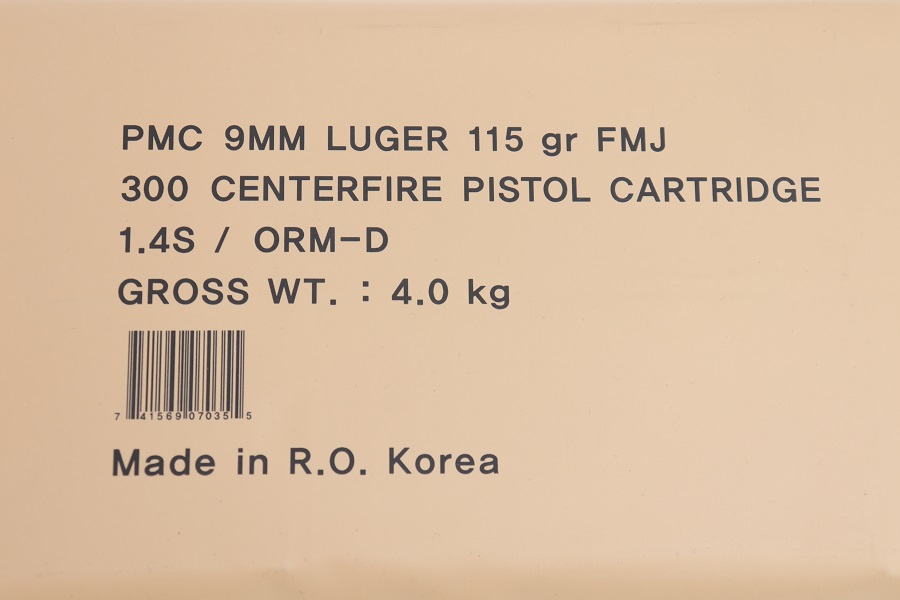 PMC 9MM LUGER 115 gr FMJ
300 CENTERFIRE PISTOL CARTRIDGE
1.4S / ORM-D
GROSS WT. : 4.0 kg
7 41569 07035 5
Made in R.O. Korea